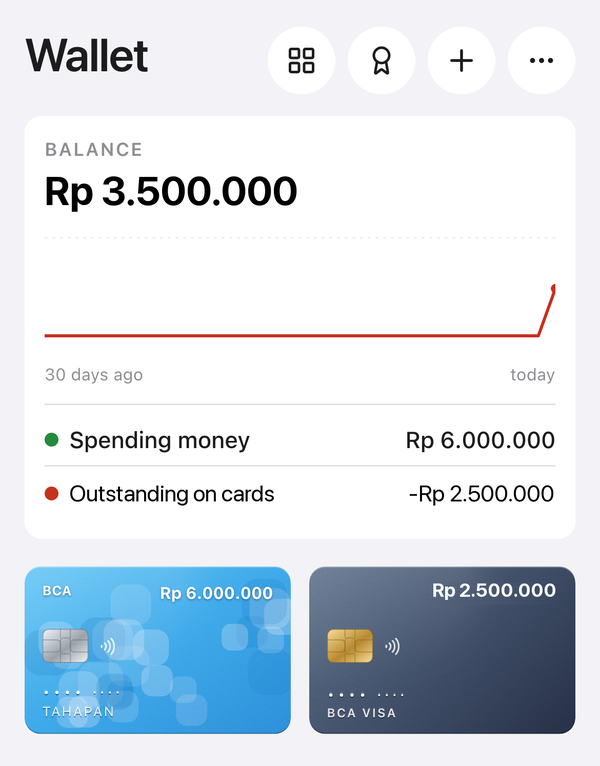 Wallet
BALANCE
Rp 3.500.000
30 days ago
today
Spending money
Rp 6.000.000
Outstanding on cards
-Rp 2.500.000
BCA
Rp 6.000.000
•••• ••••
TAHAPAN
Rp 2.500.000
•••• ••••
BCA VISA